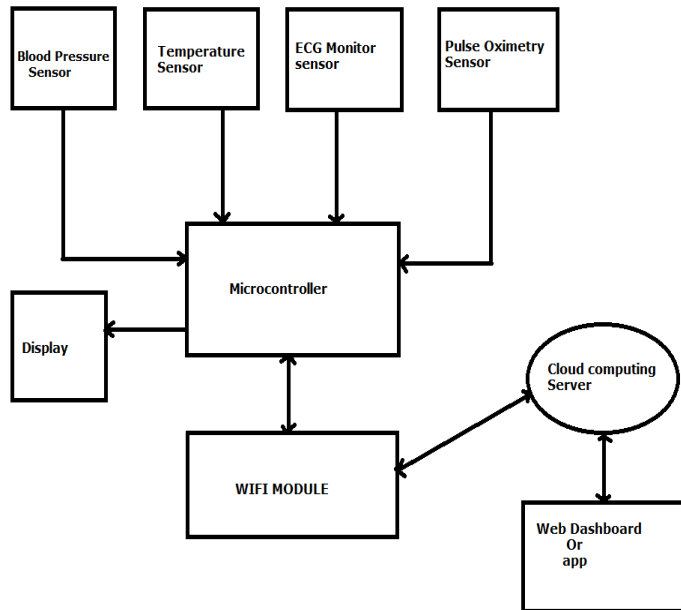 Blood Pressure
Sensor
Temperature
Sensor
ECG Monitor
sensor
Pulse Oximetry
Sensor
Microcontroller
Display
Cloud computing
Server
WIFI MODULE
Web Dashboard
Or
app